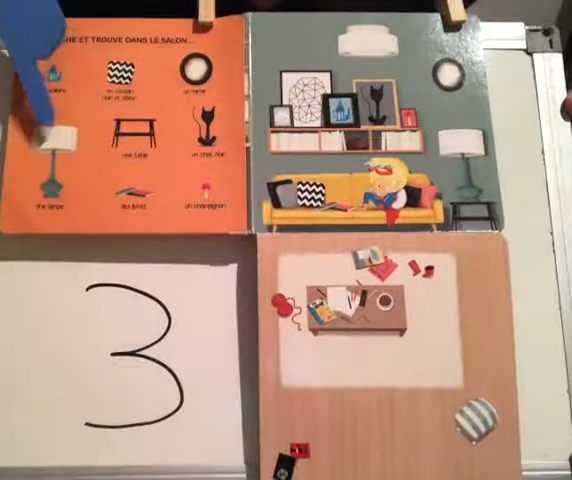 HE ET TROUVE DANS LE SALON...
un coussin
noir et blanc
un miroir
une table
un chat noir
une lampe
des livres
un champignon
3